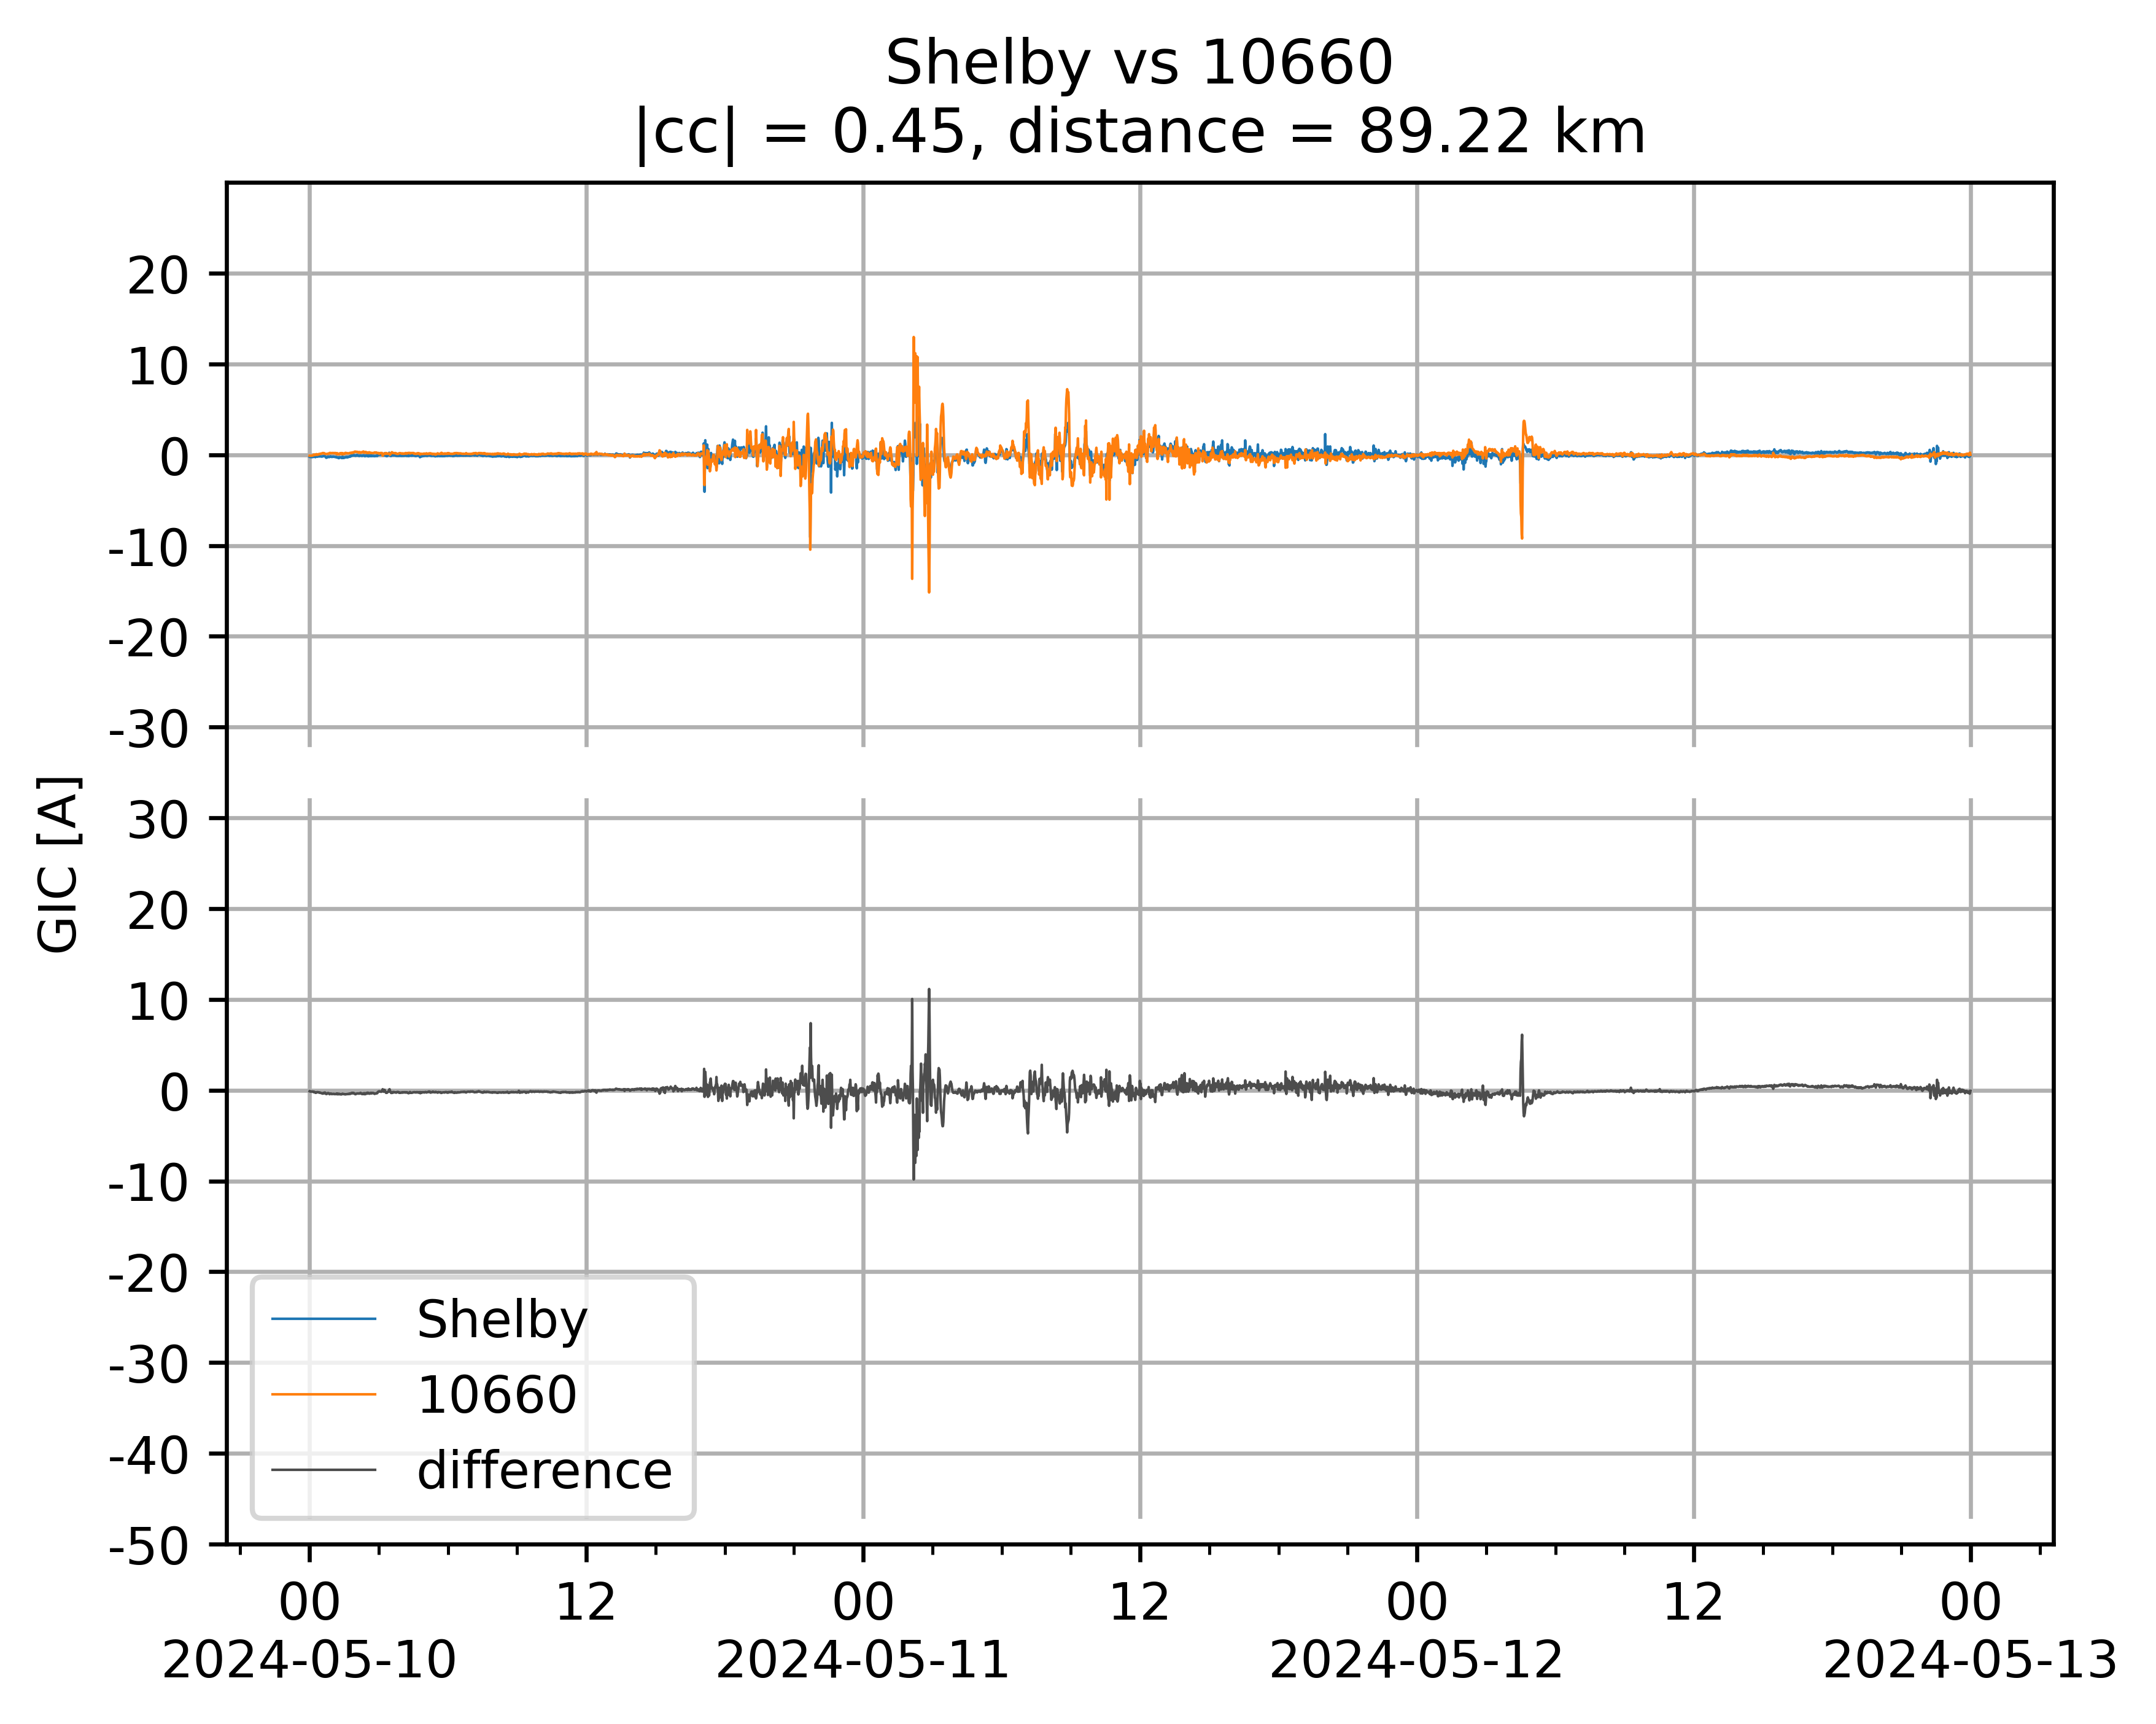 Shelby vs 10660
|cc| = 0.45, distance = 89.22 km
20
10
0
-10
-20
-30
30
20
10
0
-10
-20
-30
-40
-50
GIC [A]
Shelby
10660
difference
00 12 00 12 00 12 00
2024-05-10 2024-05-11 2024-05-12 2024-05-13